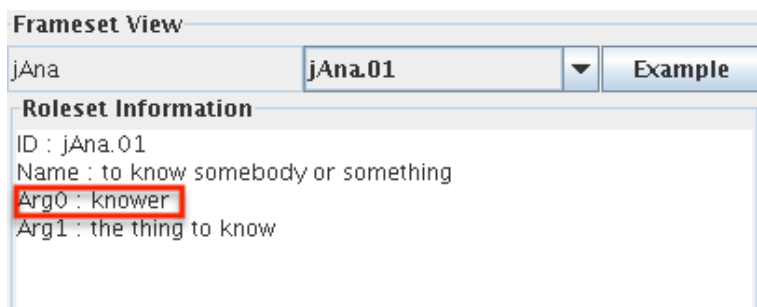 Frameset View
jAna jAna.01 Example
Roleset Information
ID : jAna.01
Name : to know somebody or something
Arg0 : knower
Arg1 : the thing to know